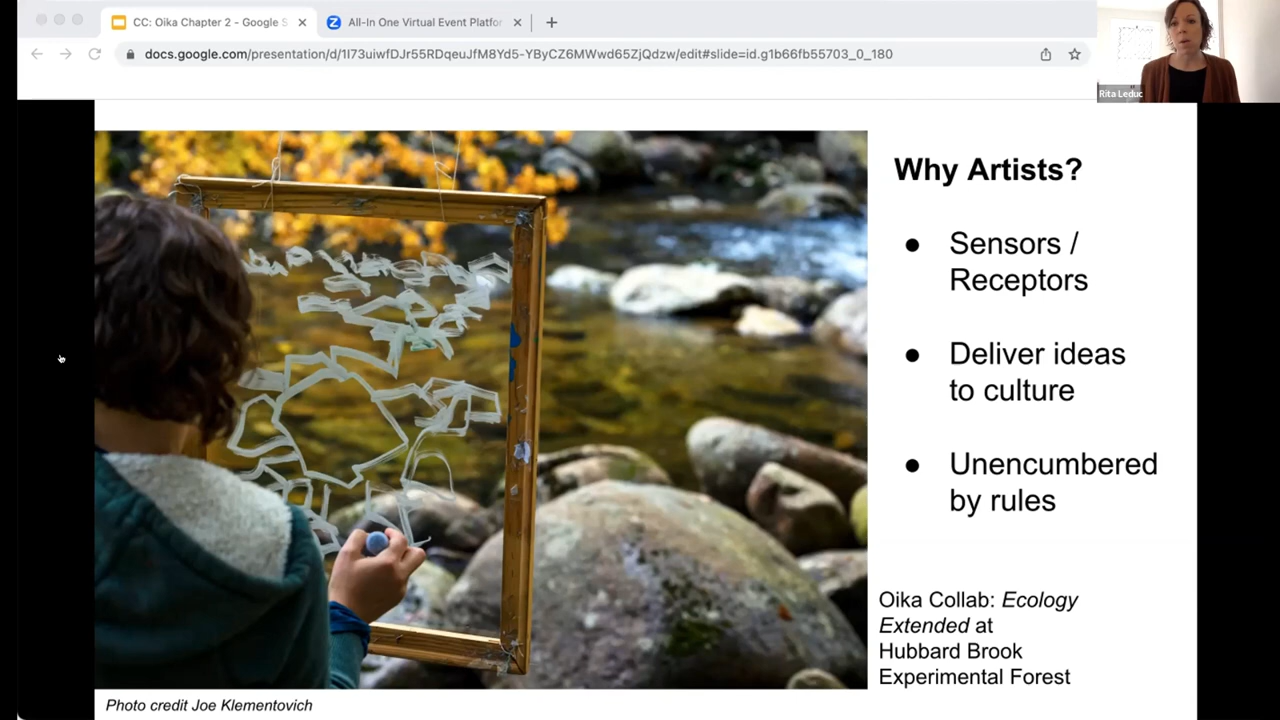 CC: Oika Chapter 2 - Google S
All-In One Virtual Event Platfor
docs.google.com/presentation/d/1I73uiwfDJr55RDqeuJfM8Yd5-YByCZ6MWwd65ZjQdzw/edit#slide=id.g1b66fb55703_0_180
Rita Leduc
Why Artists?
● Sensors /
Receptors
● Deliver ideas
to culture
● Unencumbered
by rules
Oika Collab: Ecology
Extended at
Hubbard Brook
Experimental Forest
Photo credit Joe Klementovich